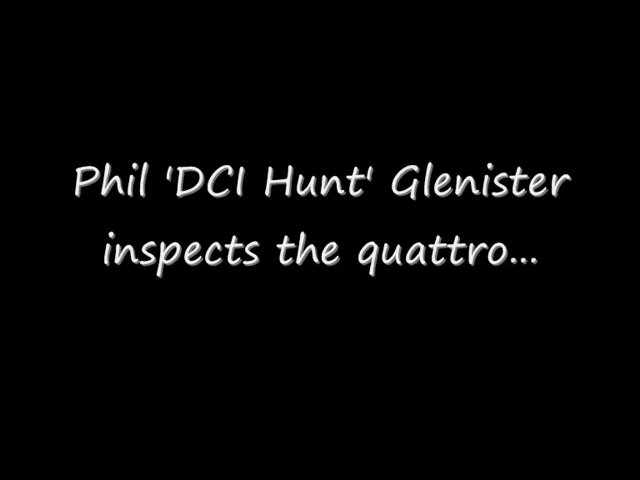 Phil 'DCI Hunt' Glenister
inspects the quattro...